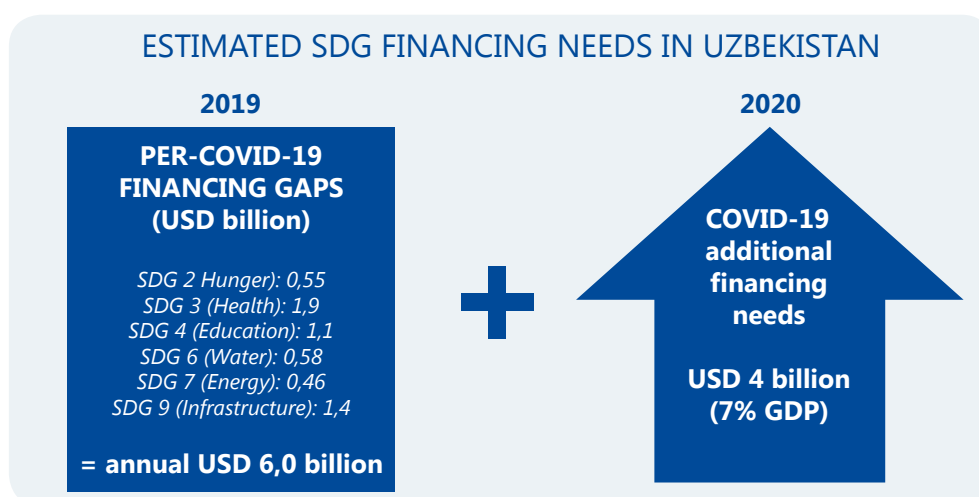 ESTIMATED SDG FINANCING NEEDS IN UZBEKISTAN
2019
PER-COVID-19
FINANCING GAPS
(USD billion)
SDG 2 Hunger): 0,55
SDG 3 (Health): 1,9
SDG 4 (Education): 1,1
SDG 6 (Water): 0,58
SDG 7 (Energy): 0,46
SDG 9 (Infrastructure): 1,4
= annual USD 6,0 billion
2020
COVID-19
additional
financing
needs
USD 4 billion
(7% GDP)